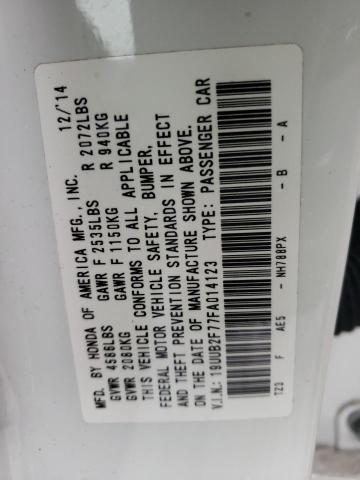 MFD. BY HONDA OF AMERICA MFG., INC. 12/'14
GVWR 4586LBS GAWR F 2535LBS R 2072LBS
GVWR 2080KG GAWR F 1150KG R 940KG
THIS VEHICLE CONFORMS TO ALL APPLICABLE
FEDERAL MOTOR VEHICLE SAFETY, BUMPER,
AND THEFT PREVENTION STANDARDS IN EFFECT
ON THE DATE OF MANUFACTURE SHOWN ABOVE.
V.I.N.: 19UUB2F77FA014123 TYPE: PASSENGER CAR
TZ3 F AE5 - NH788PX - B - A